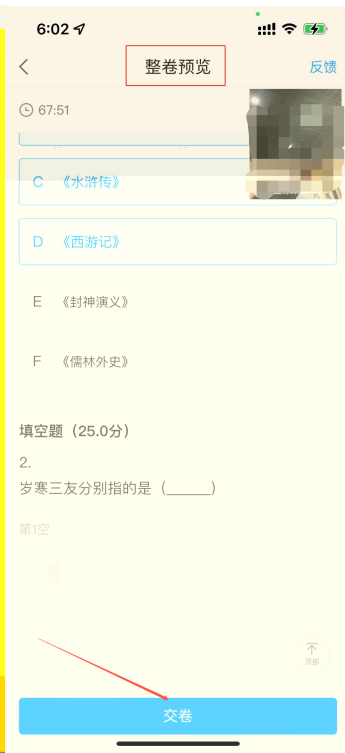 6:02
整卷预览
反馈
67:51
C 《水浒传》
D 《西游记》
E 《封神演义》
F 《儒林外史》
填空题（25.0分）
2.
岁寒三友分别指的是（______）
第1空
顶部
交卷